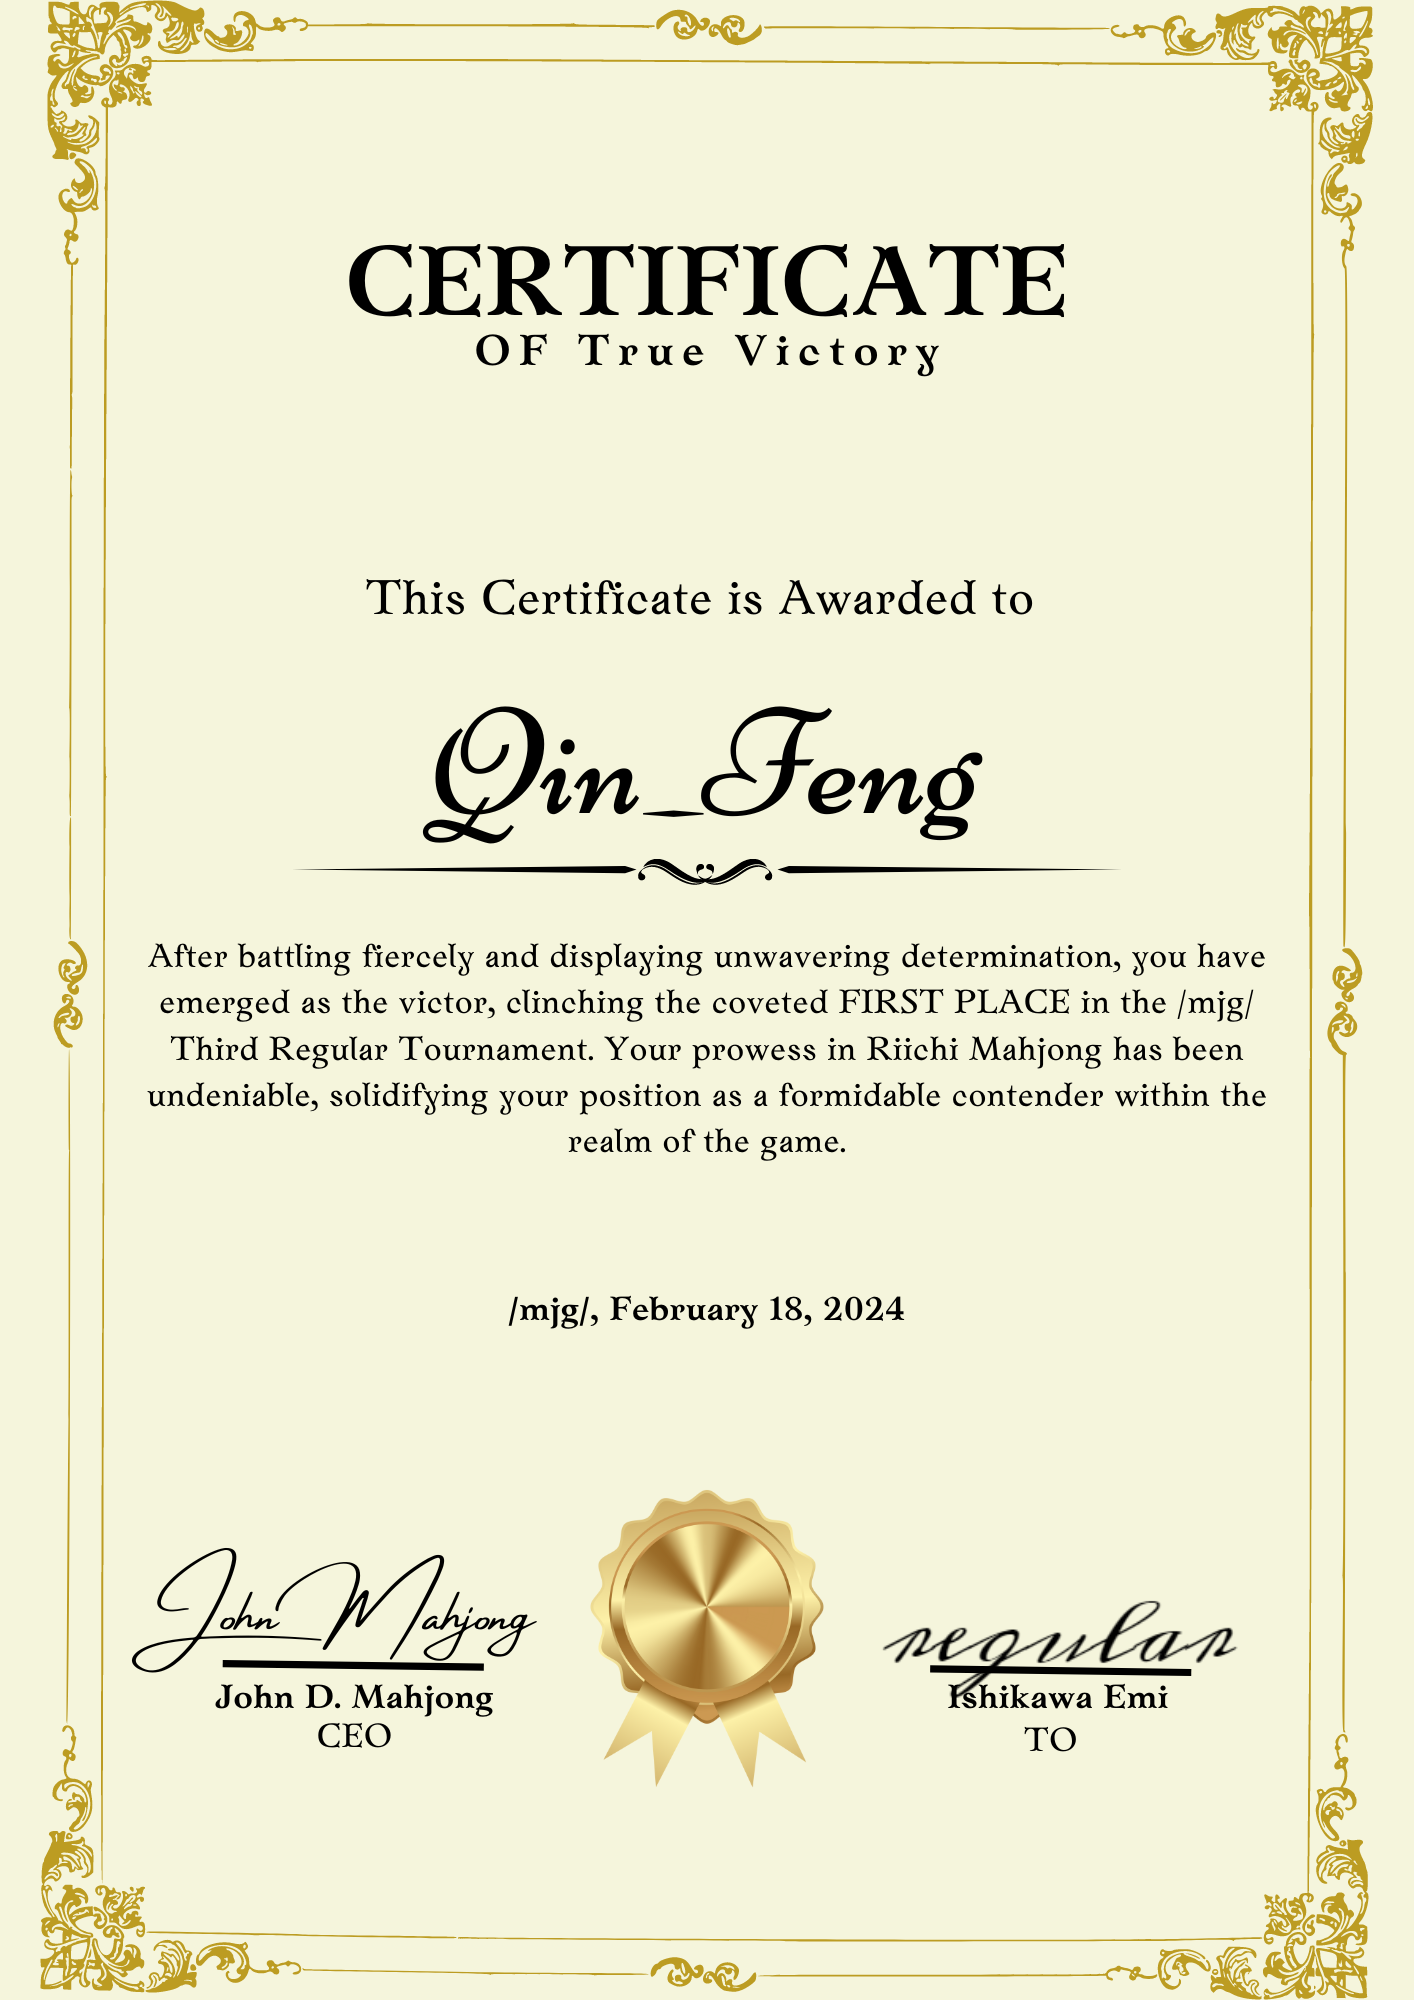 CERTIFICATE
OF True Victory
This Certificate is Awarded to
Qin_Feng
After battling fiercely and displaying unwavering determination, you have
emerged as the victor, clinching the coveted FIRST PLACE in the /mjg/
Third Regular Tournament. Your prowess in Riichi Mahjong has been
undeniable, solidifying your position as a formidable contender within the
realm of the game.
/mjg/, February 18, 2024
John Mahjong
John D. Mahjong
CEO
regular
Ishikawa Emi
TO